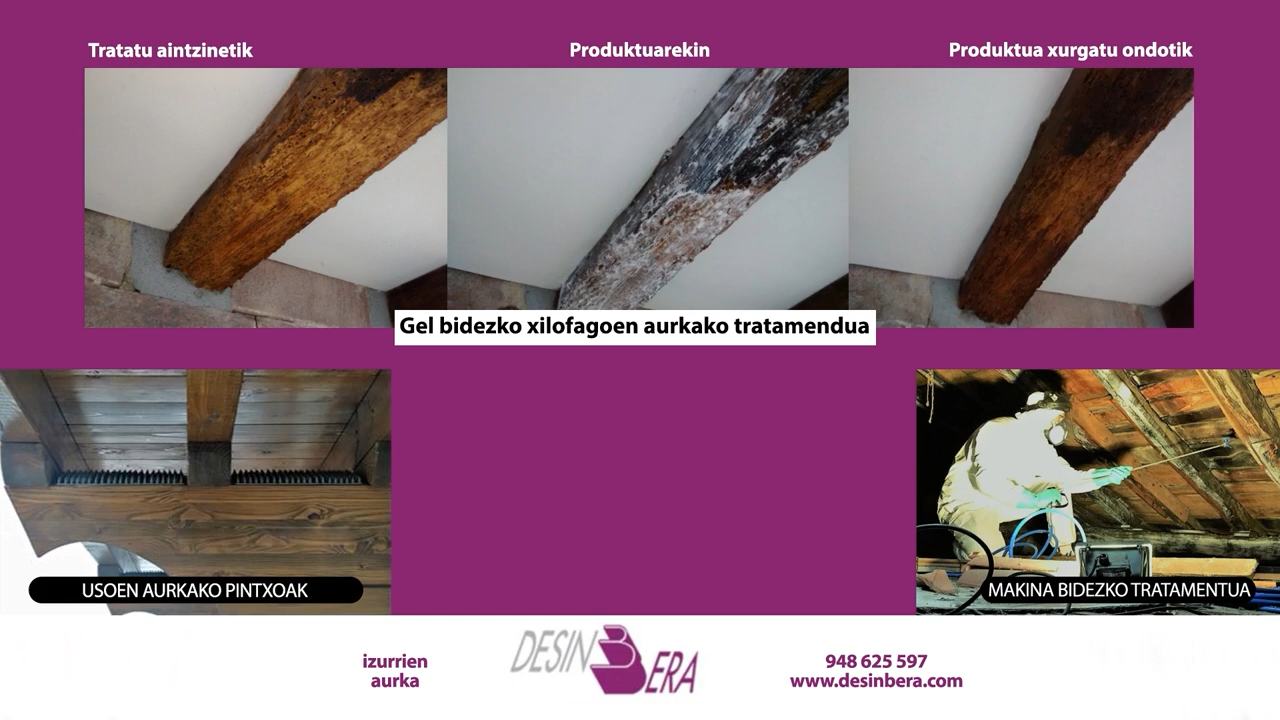 Tratatu aintzinetik
Produktuarekin
Produktua xurgatu ondotik
Gel bidezko xilofagoen aurkako tratamendua
USOEN AURKAKO PINTXOAK
MAKINA BIDEZKO TRATAMENTUA
izurrien
aurka
DESINBERA
948 625 597
www.desinbera.com